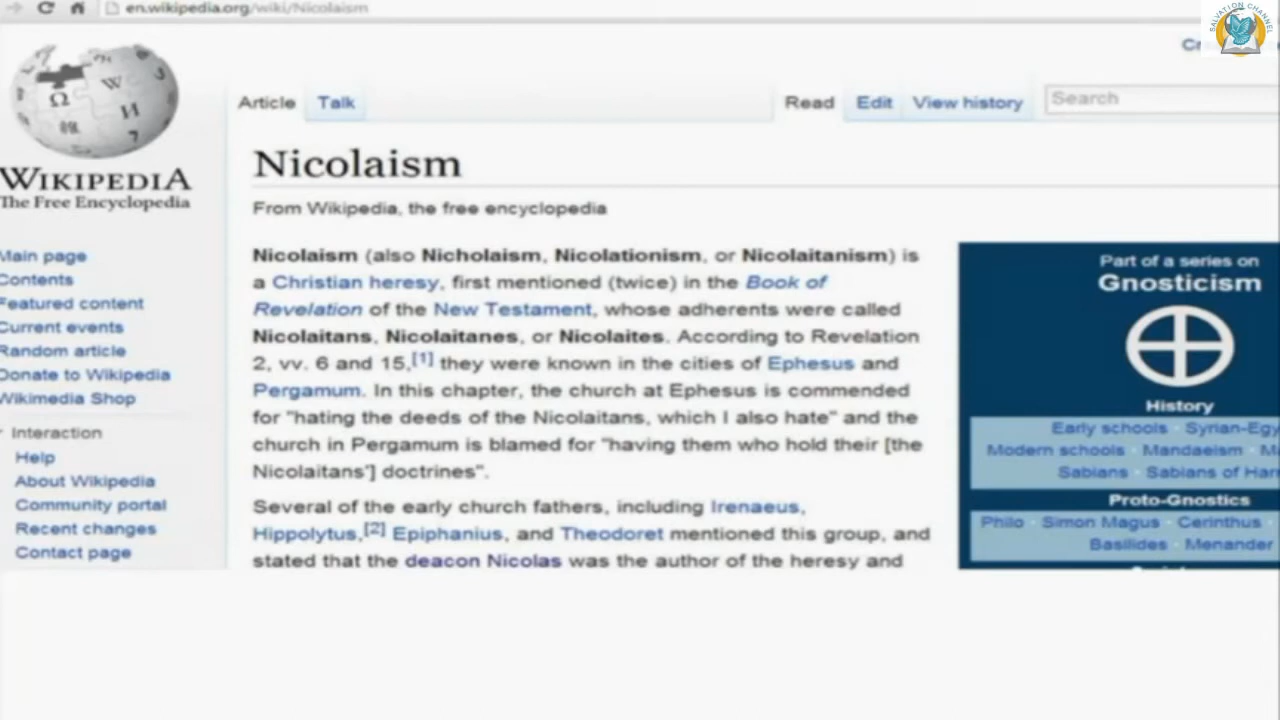 en.wikipedia.org/wiki/Nicolaism
SALVATION CHANNEL
WIKIPEDIA
The Free Encyclopedia
Main page
Contents
Featured content
Current events
Random article
Donate to Wikipedia
Wikimedia Shop
Interaction
Help
About Wikipedia
Community portal
Recent changes
Contact page
Article Talk Read Edit View history Search
Nicolaism
From Wikipedia, the free encyclopedia
Nicolaism (also Nicholaism, Nicolationism, or Nicolaitanism) is
a Christian heresy, first mentioned (twice) in the Book of
Revelation of the New Testament, whose adherents were called
Nicolaitans, Nicolaitanes, or Nicolaites. According to Revelation
2, vv. 6 and 15,[1] they were known in the cities of Ephesus and
Pergamum. In this chapter, the church at Ephesus is commended
for "hating the deeds of the Nicolaitans, which I also hate" and the
church in Pergamum is blamed for "having them who hold their [the
Nicolaitans'] doctrines".
Several of the early church fathers, including Irenaeus,
Hippolytus,[2] Epiphanius, and Theodoret mentioned this group, and
stated that the deacon Nicolas was the author of the heresy and
Part of a series on
Gnosticism
History
Early schools · Syrian-Egy
Modern schools · Mandaeism · Ma
Sabians · Sabians of Harr
Proto-Gnostics
Philo · Simon Magus · Cerinthus ·
Basilides · Menander